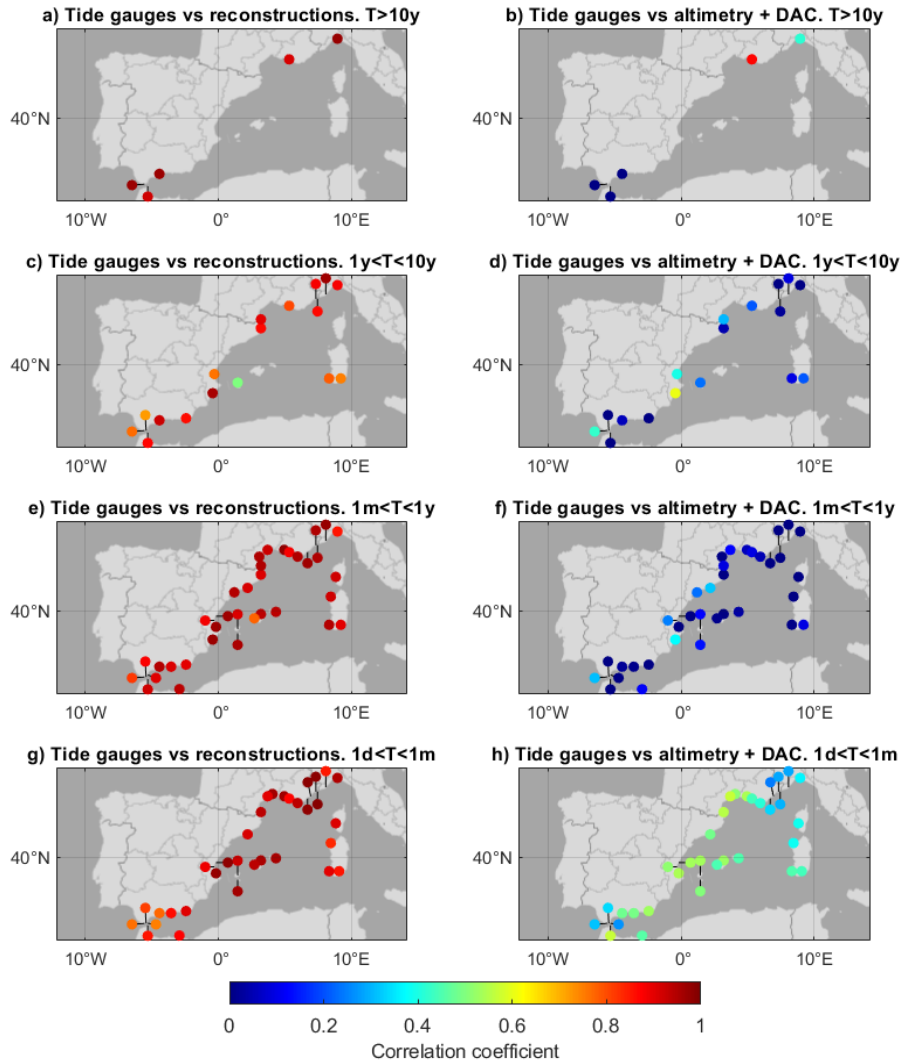 a) Tide gauges vs reconstructions. T>10y
b) Tide gauges vs altimetry + DAC. T>10y
40°N
40°N
10°W 0° 10°E
10°W 0° 10°E
c) Tide gauges vs reconstructions. 1y<T<10y
d) Tide gauges vs altimetry + DAC. 1y<T<10y
40°N
40°N
10°W 0° 10°E
10°W 0° 10°E
e) Tide gauges vs reconstructions. 1m<T<1y
f) Tide gauges vs altimetry + DAC. 1m<T<1y
40°N
40°N
10°W 0° 10°E
10°W 0° 10°E
g) Tide gauges vs reconstructions. 1d<T<1m
h) Tide gauges vs altimetry + DAC. 1d<T<1m
40°N
40°N
10°W 0° 10°E
10°W 0° 10°E
0 0.2 0.4 0.6 0.8 1
Correlation coefficient